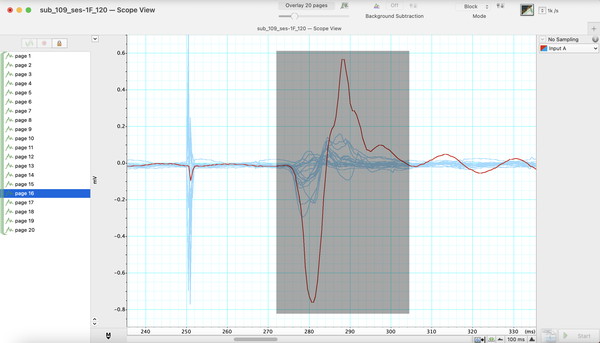 sub_109_ses-1F_120 — Scope View
Overlay 20 pages
Off
Block
1k /s
Background Subtraction
Mode
sub_109_ses-1F_120 — Scope View
No Sampling
Input A
page 1
page 2
page 3
page 4
page 5
page 6
page 7
page 8
page 9
page 10
page 11
page 12
page 13
page 14
page 15
page 16
page 17
page 18
page 19
page 20
0.6
0.4
0.2
0.0
mV
−0.2
−0.4
−0.6
−0.8
240
250
260
270
280
290
300
310
320
330
(ms)
100 ms
Start